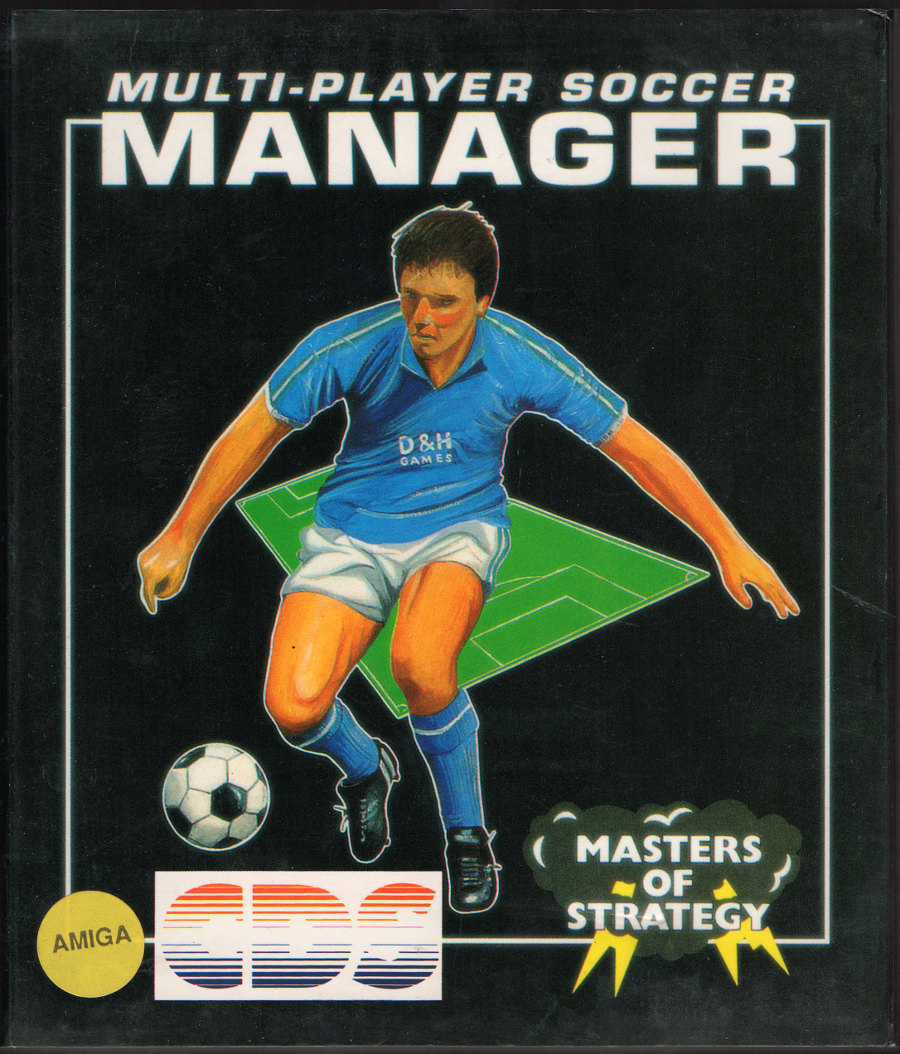 MULTI-PLAYER SOCCER
MANAGER
D&H
GAMES
MASTERS
OF
STRATEGY
AMIGA
CDS